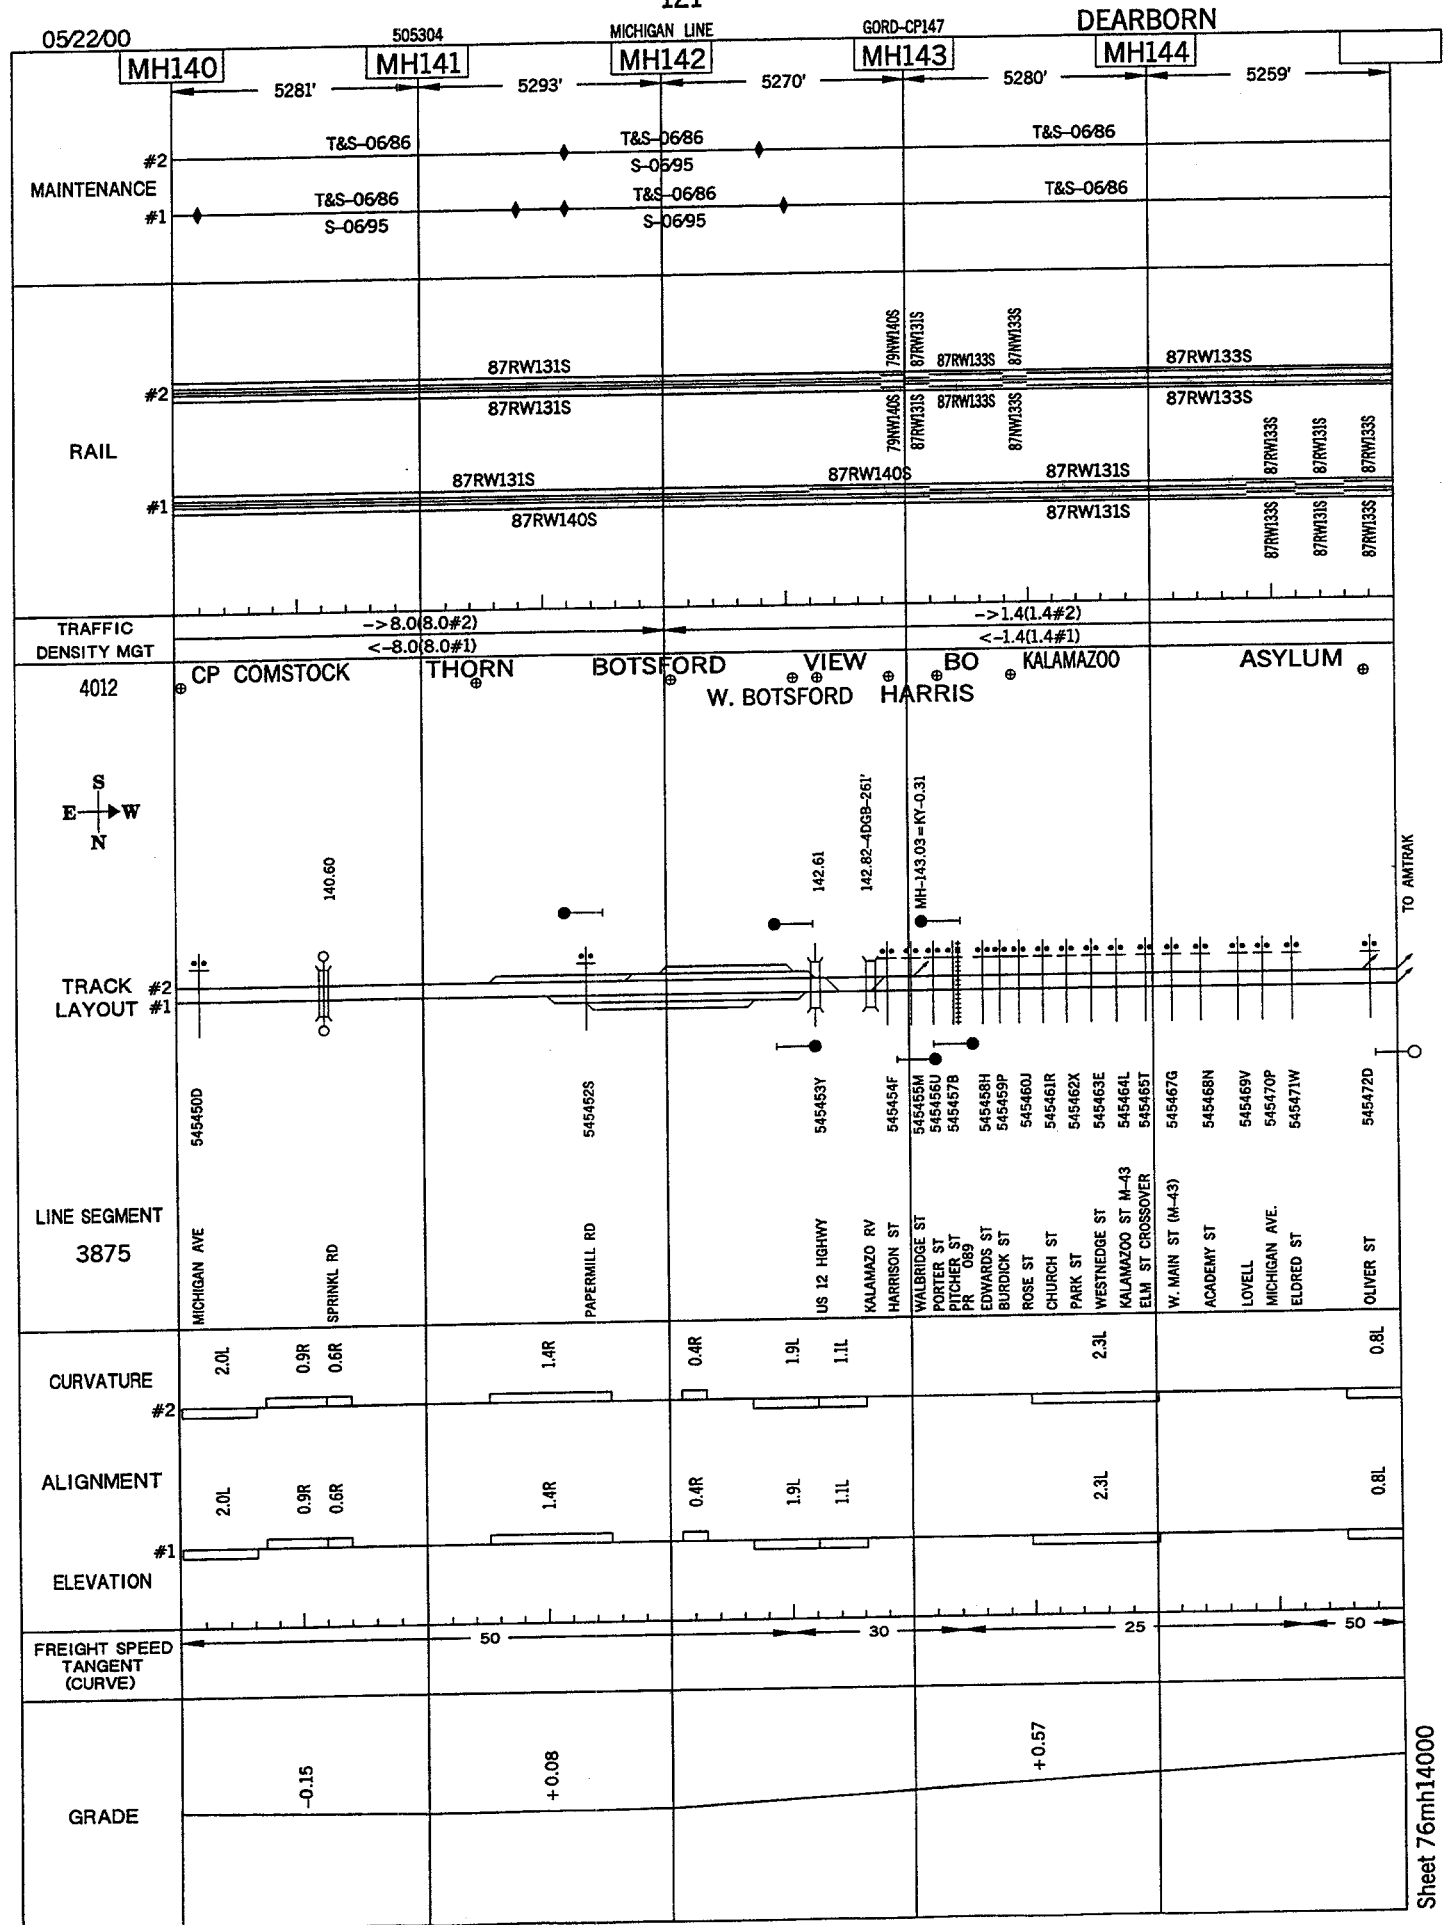 121
05/22/00
505304
MICHIGAN LINE
GORD-CP147
DEARBORN
MH140
MH141
MH142
MH143
MH144
5281'
5293'
5270'
5280'
5259'
MAINTENANCE
#2
T&S-06/86
T&S-06/86
T&S-06/86
S-06/95
#1
T&S-06/86
T&S-06/86
T&S-06/86
S-06/95
S-06/95
RAIL
#2
87RW131S
79NW140S
87RW131S
87RW133S
87NW133S
87RW133S
87RW131S
79NW140S
87RW131S
87RW133S
87NW133S
87RW133S
#1
87RW131S
87RW140S
87RW131S
87RW133S
87RW131S
87RW133S
87RW140S
87RW131S
87RW133S
87RW131S
87RW133S
TRAFFIC
DENSITY MGT
->8.0(8.0#2)
->1.4(1.4#2)
<-8.0(8.0#1)
<-1.4(1.4#1)
4012
CP COMSTOCK
THORN
BOTSFORD
VIEW
BO
KALAMAZOO
ASYLUM
W. BOTSFORD
HARRIS
S
E
W
N
140.60
142.61
142.82-4DGB-261'
MH-143.03=KY-0.31
TO AMTRAK
TRACK
LAYOUT
#2
#1
545450D
545452S
545453Y
545454F
545455M
545456U
545457B
545458H
545459P
545460J
545461R
545462X
545463E
545464L
545465T
545467G
545468N
545469V
545470P
545471W
545472D
LINE SEGMENT
3875
MICHIGAN AVE
SPRINKL RD
PAPERMILL RD
US 12 HGHWY
KALAMAZO RV
HARRISON ST
WALBRIDGE ST
PORTER ST
PITCHER ST
PR 089
EDWARDS ST
BURDICK ST
ROSE ST
CHURCH ST
PARK ST
WESTNEDGE ST
KALAMAZOO ST M-43
ELM ST CROSSOVER
W. MAIN ST (M-43)
ACADEMY ST
LOVELL
MICHIGAN AVE.
ELDRED ST
OLIVER ST
CURVATURE
#2
2.0L
0.9R
0.6R
1.4R
0.4R
1.9L
1.1L
2.3L
0.8L
ALIGNMENT
#1
2.0L
0.9R
0.6R
1.4R
0.4R
1.9L
1.1L
2.3L
0.8L
ELEVATION
FREIGHT SPEED
TANGENT
(CURVE)
50
30
25
50
GRADE
-0.15
+0.08
+0.57
Sheet 76mh14000